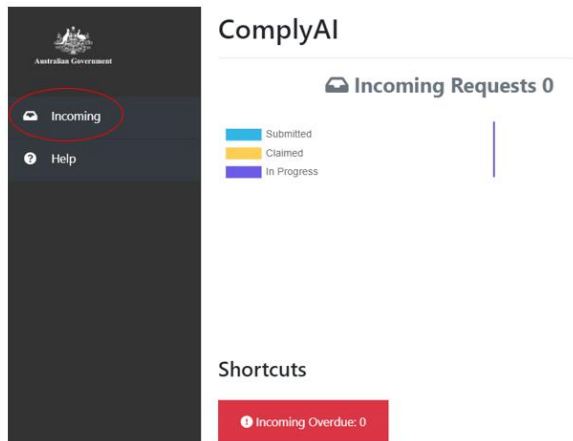 Australian Government
Incoming
Help
ComplyAI
Incoming Requests 0
Submitted
Claimed
In Progress
Shortcuts
Incoming Overdue: 0